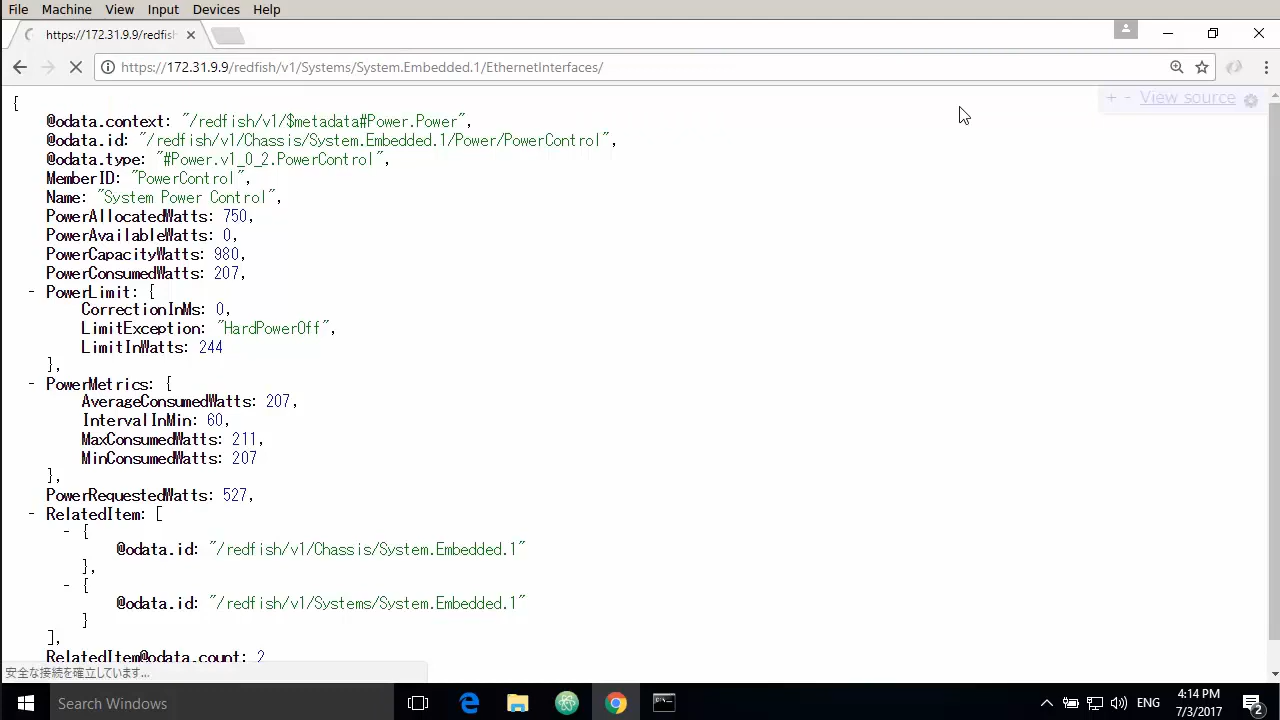 File Machine View Input Devices Help
https://172.31.9.9/redfish
https://172.31.9.9/redfish/v1/Systems/System.Embedded.1/EthernetInterfaces/
+ - View source
{
@odata.context: "/redfish/v1/$metadata#Power.Power",
@odata.id: "/redfish/v1/Chassis/System.Embedded.1/Power/PowerControl",
@odata.type: "#Power.v1_0_2.PowerControl",
MemberID: "PowerControl",
Name: "System Power Control",
PowerAllocatedWatts: 750,
PowerAvailableWatts: 0,
PowerCapacityWatts: 980,
PowerConsumedWatts: 207,
- PowerLimit: {
CorrectionInMs: 0,
LimitException: "HardPowerOff",
LimitInWatts: 244
},
- PowerMetrics: {
AverageConsumedWatts: 207,
IntervalInMin: 60,
MaxConsumedWatts: 211,
MinConsumedWatts: 207
},
PowerRequestedWatts: 527,
- RelatedItem: [
- {
@odata.id: "/redfish/v1/Chassis/System.Embedded.1"
},
- {
@odata.id: "/redfish/v1/Systems/System.Embedded.1"
}
],
RelatedItem@odata.count: 2
安全な接続を確立しています...
Search Windows
ENG
4:14 PM
7/3/2017
2